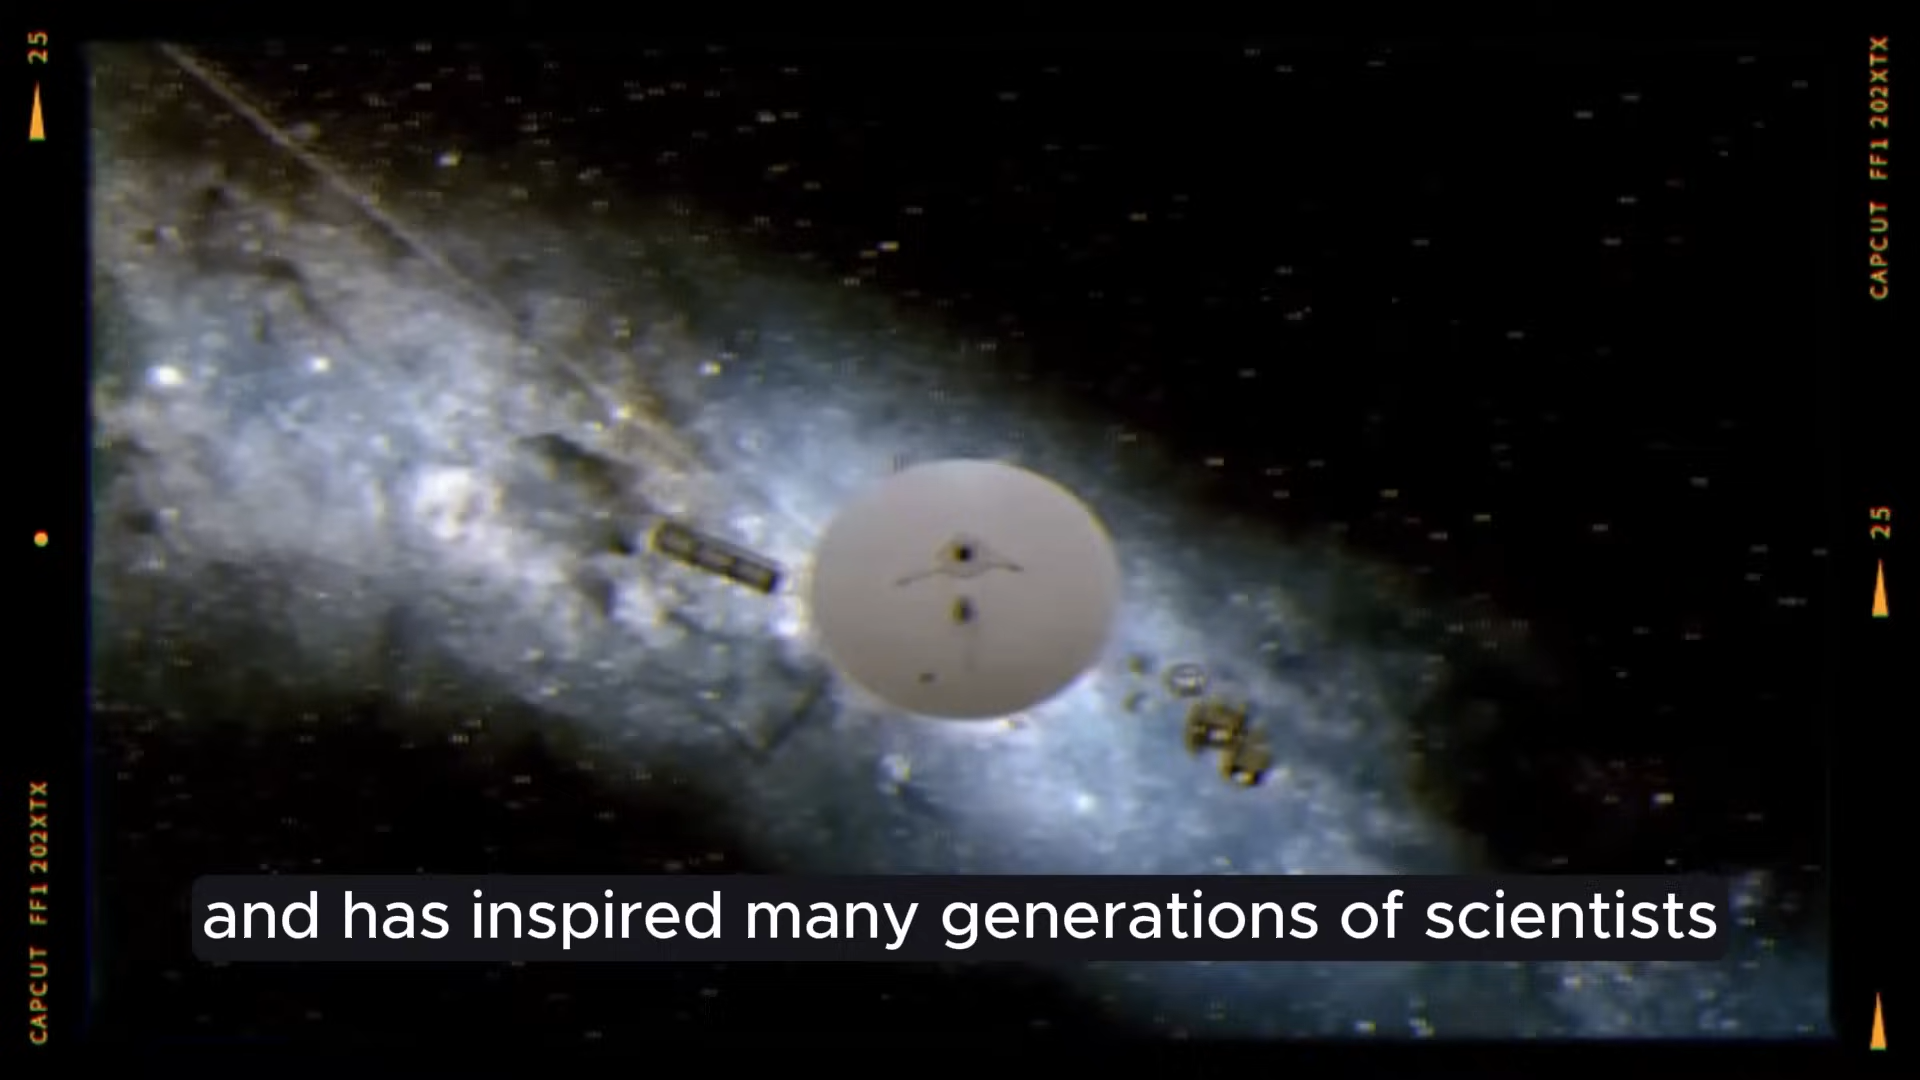 25
CAPCUT FF1 202XTX
and has inspired many generations of scientists
CAPCUT FF1 202XTX
25